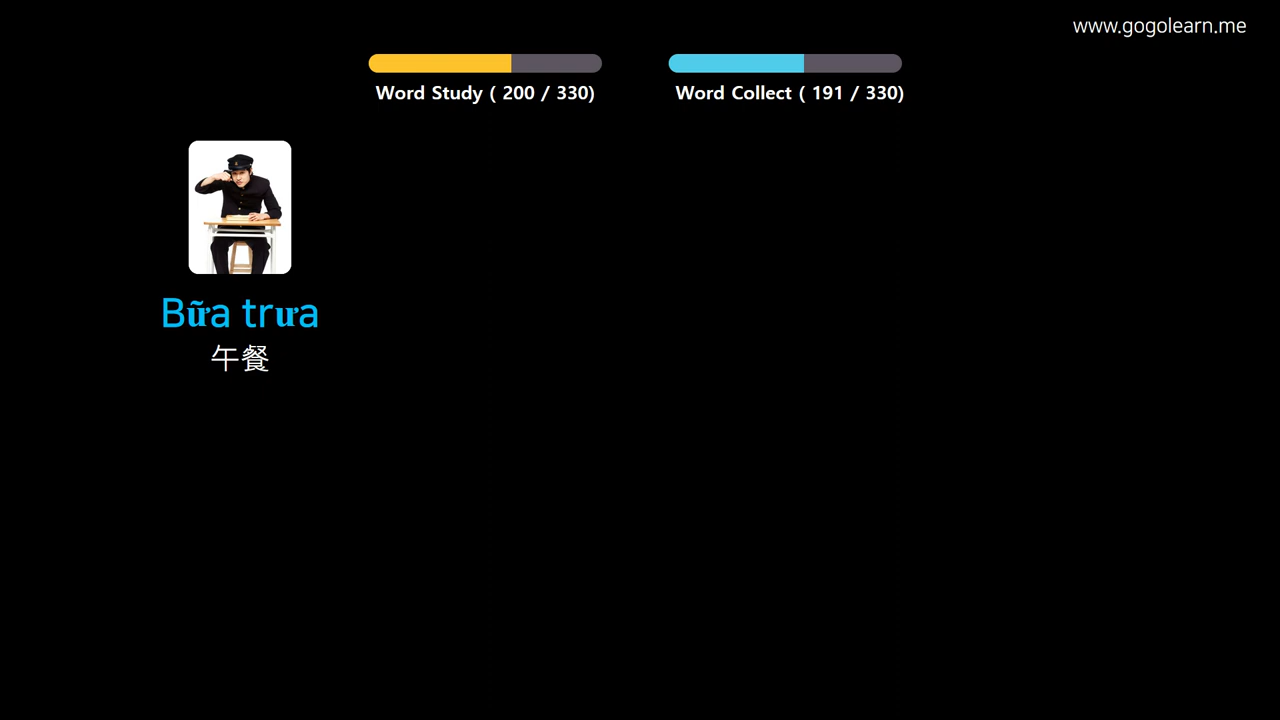 www.gogolearn.me
Word Study ( 200 / 330)
Word Collect ( 191 / 330)
Bữa trưa
午餐